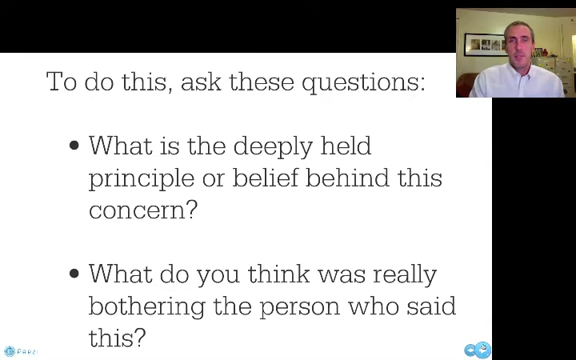 To do this, ask these questions:
• What is the deeply held
principle or belief behind this
concern?
• What do you think was really
bothering the person who said
this?